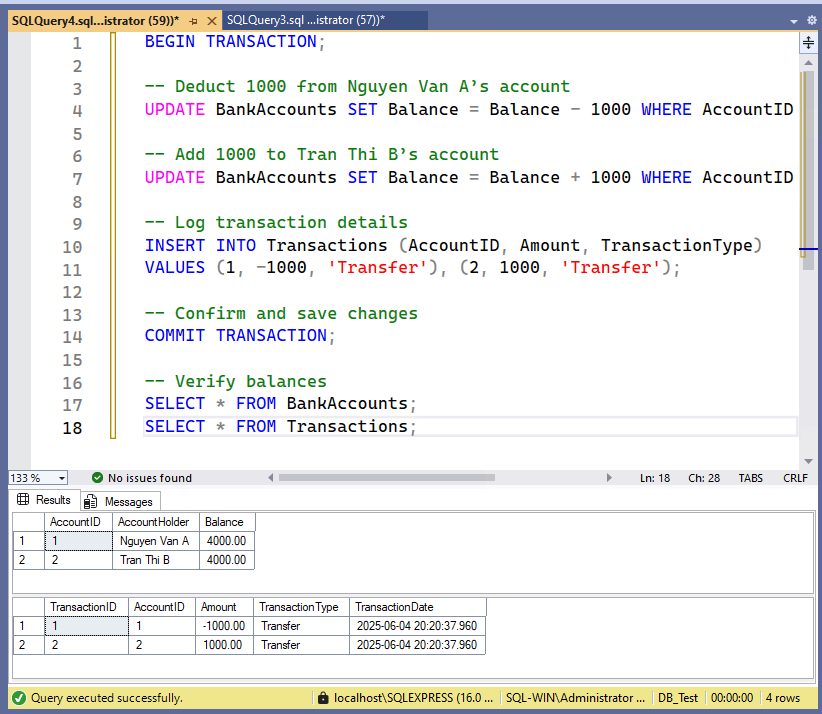 SQLQuery4.sql...istrator (59))*
SQLQuery3.sql ...istrator (57))*
1 BEGIN TRANSACTION;
2
3 -- Deduct 1000 from Nguyen Van A's account
4 UPDATE BankAccounts SET Balance = Balance - 1000 WHERE AccountID
5
6 -- Add 1000 to Tran Thi B's account
7 UPDATE BankAccounts SET Balance = Balance + 1000 WHERE AccountID
8
9 -- Log transaction details
10 INSERT INTO Transactions (AccountID, Amount, TransactionType)
11 VALUES (1, -1000, 'Transfer'), (2, 1000, 'Transfer');
12
13 -- Confirm and save changes
14 COMMIT TRANSACTION;
15
16 -- Verify balances
17 SELECT * FROM BankAccounts;
18 SELECT * FROM Transactions;
133 % No issues found Ln: 18 Ch: 28 TABS CRLF
Results Messages
AccountID AccountHolder Balance
1 1 Nguyen Van A 4000.00
2 2 Tran Thi B 4000.00
TransactionID AccountID Amount TransactionType TransactionDate
1 1 1 -1000.00 Transfer 2025-06-04 20:20:37.960
2 2 2 1000.00 Transfer 2025-06-04 20:20:37.960
Query executed successfully. localhost\SQLEXPRESS (16.0 ... SQL-WIN\Administrator ... DB_Test 00:00:00 4 rows